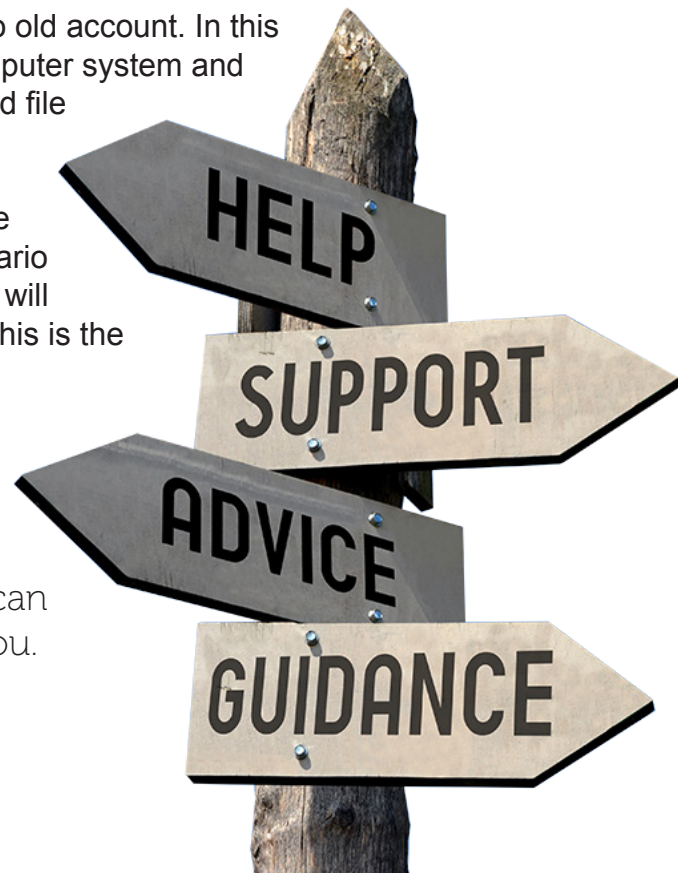 o old account. In this
puter system and
d file
e
ario
will
his is the
can
ou.
HELP
SUPPORT
ADVICE
GUIDANCE